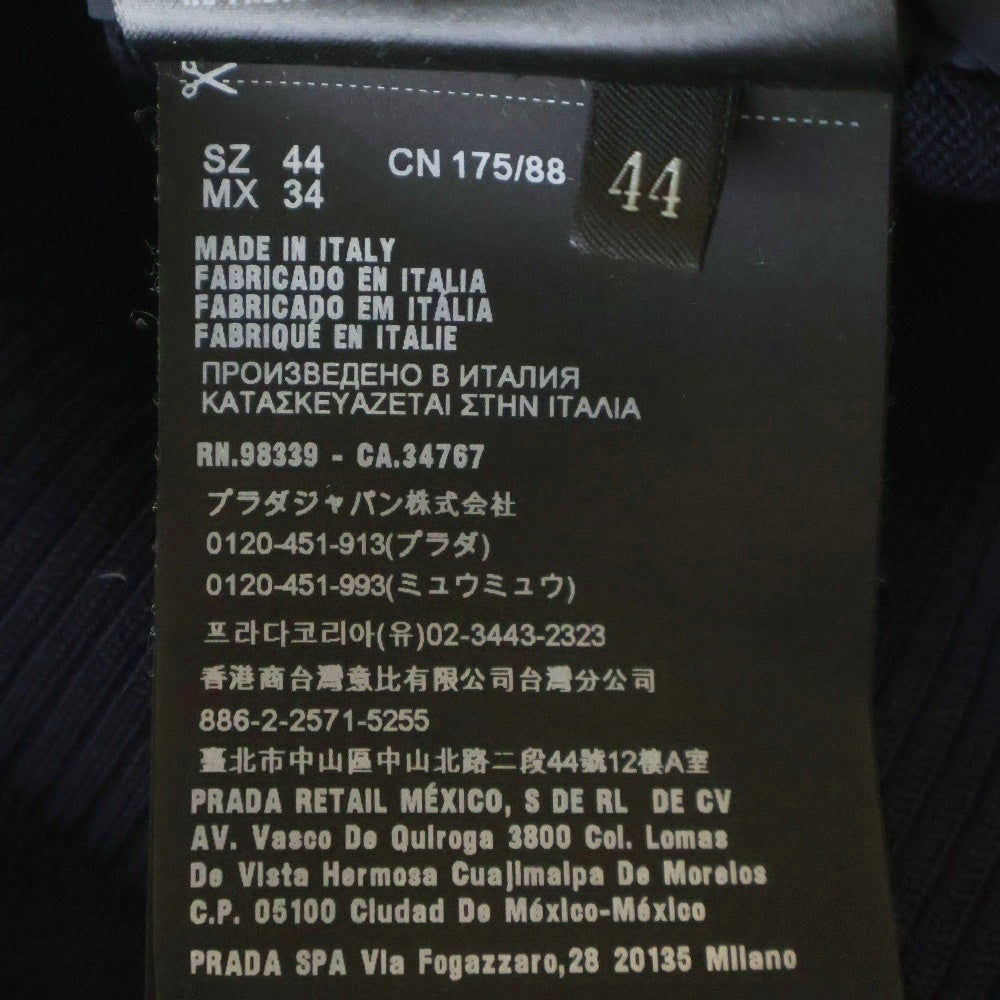 SZ 44 CN 175/88
MX 34
44
MADE IN ITALY
FABRICADO EN ITALIA
FABRICADO EM ITÁLIA
FABRIQUÉ EN ITALIE
ПРОИЗВЕДЕНО В ИТАЛИЯ
ΚΑΤΑΣΚΕΥΑΖΕΤΑΙ ΣΤΗΝ ΙΤΑΛΙΑ
RN.98339 - CA.34767
プラダジャパン株式会社
0120-451-913(プラダ)
0120-451-993(ミュウミュウ)
프라다코리아(유)02-3443-2323
香港商台灣意比有限公司台灣分公司
886-2-2571-5255
臺北市中山區中山北路二段44號12樓A室
PRADA RETAIL MÉXICO, S DE RL DE CV
AV. Vasco De Quiroga 3800 Col. Lomas
De Vista Hermosa Cuajimalpa De Morelos
C.P. 05100 Ciudad De México-México
PRADA SPA Via Fogazzaro,28 20135 Milano